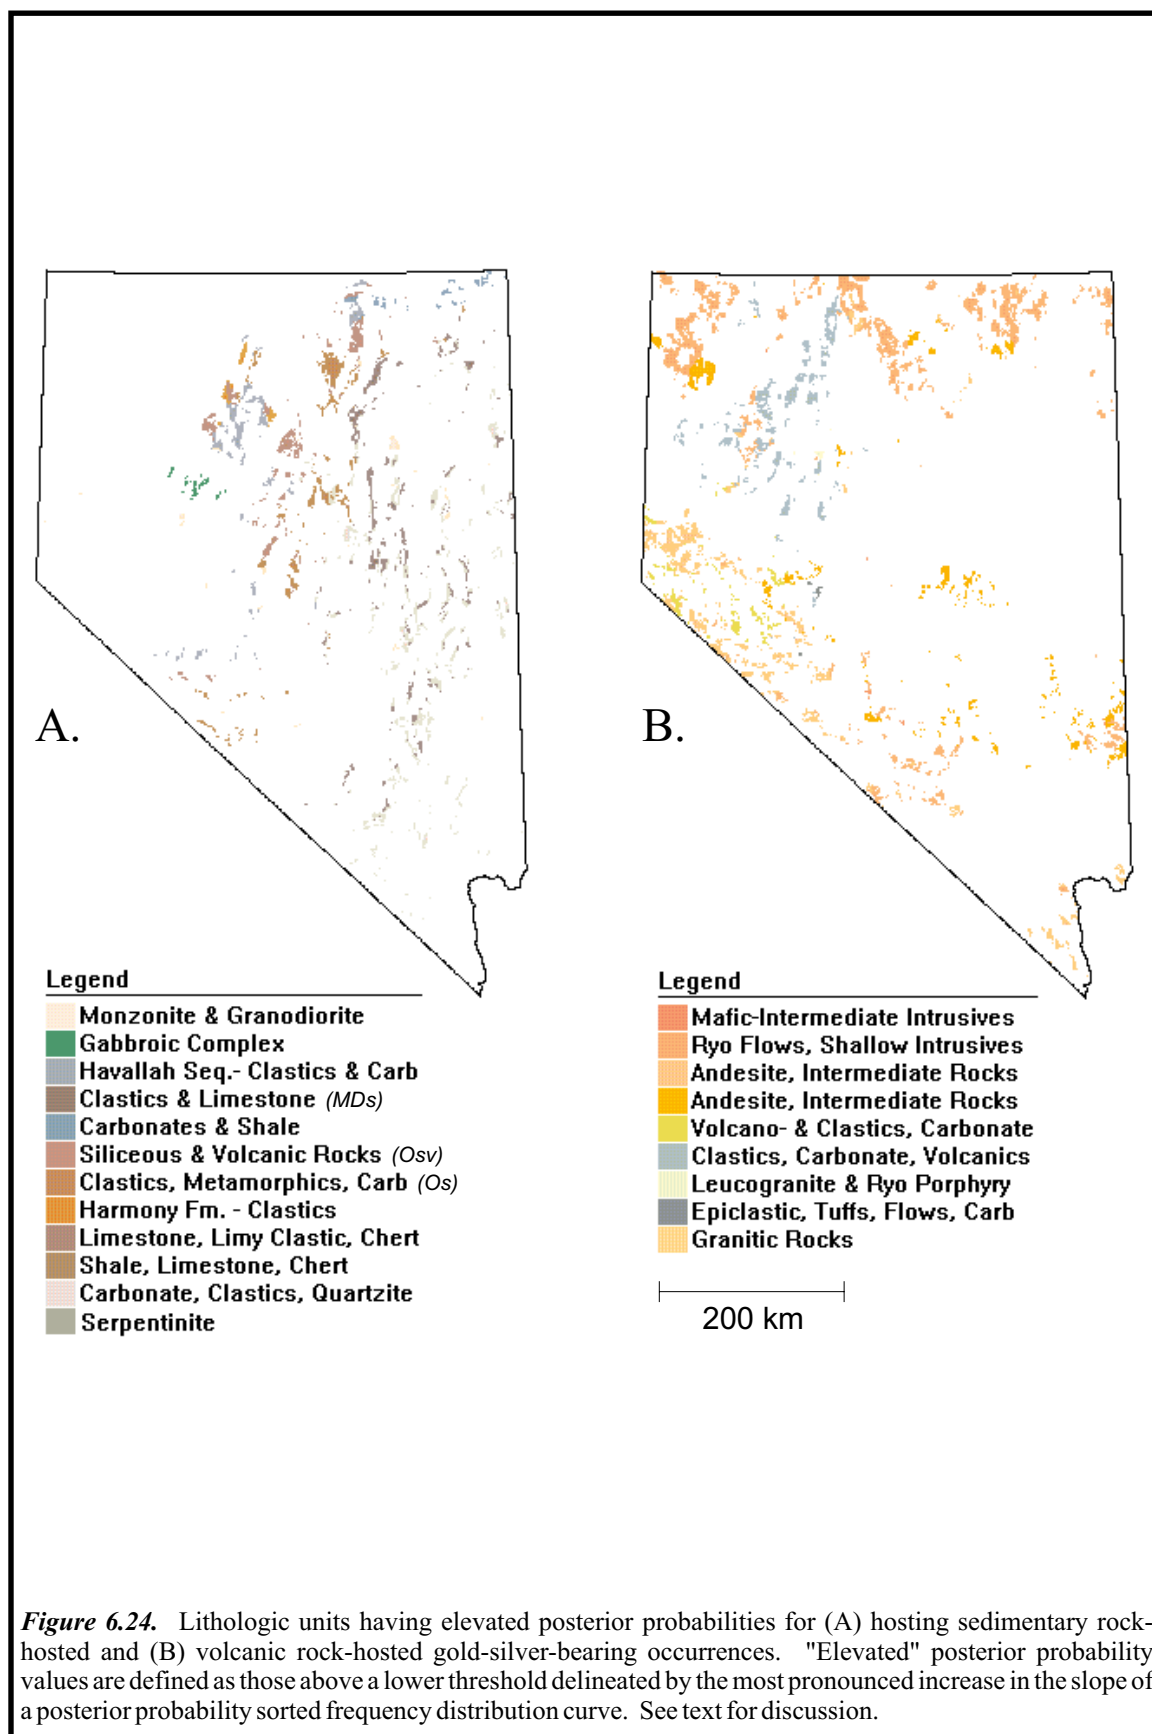 A.
B.
Legend
Monzonite & Granodiorite
Gabbroic Complex
Havallah Seq.- Clastics & Carb
Clastics & Limestone (MDs)
Carbonates & Shale
Siliceous & Volcanic Rocks (Osv)
Clastics, Metamorphics, Carb (Os)
Harmony Fm. - Clastics
Limestone, Limy Clastic, Chert
Shale, Limestone, Chert
Carbonate, Clastics, Quartzite
Serpentinite
Legend
Mafic-Intermediate Intrusives
Ryo Flows, Shallow Intrusives
Andesite, Intermediate Rocks
Andesite, Intermediate Rocks
Volcano- & Clastics, Carbonate
Clastics, Carbonate, Volcanics
Leucogranite & Ryo Porphyry
Epiclastic, Tuffs, Flows, Carb
Granitic Rocks
200 km
Figure 6.24. Lithologic units having elevated posterior probabilities for (A) hosting sedimentary rock-
hosted and (B) volcanic rock-hosted gold-silver-bearing occurrences. "Elevated" posterior probability
values are defined as those above a lower threshold delineated by the most pronounced increase in the slope of
a posterior probability sorted frequency distribution curve. See text for discussion.